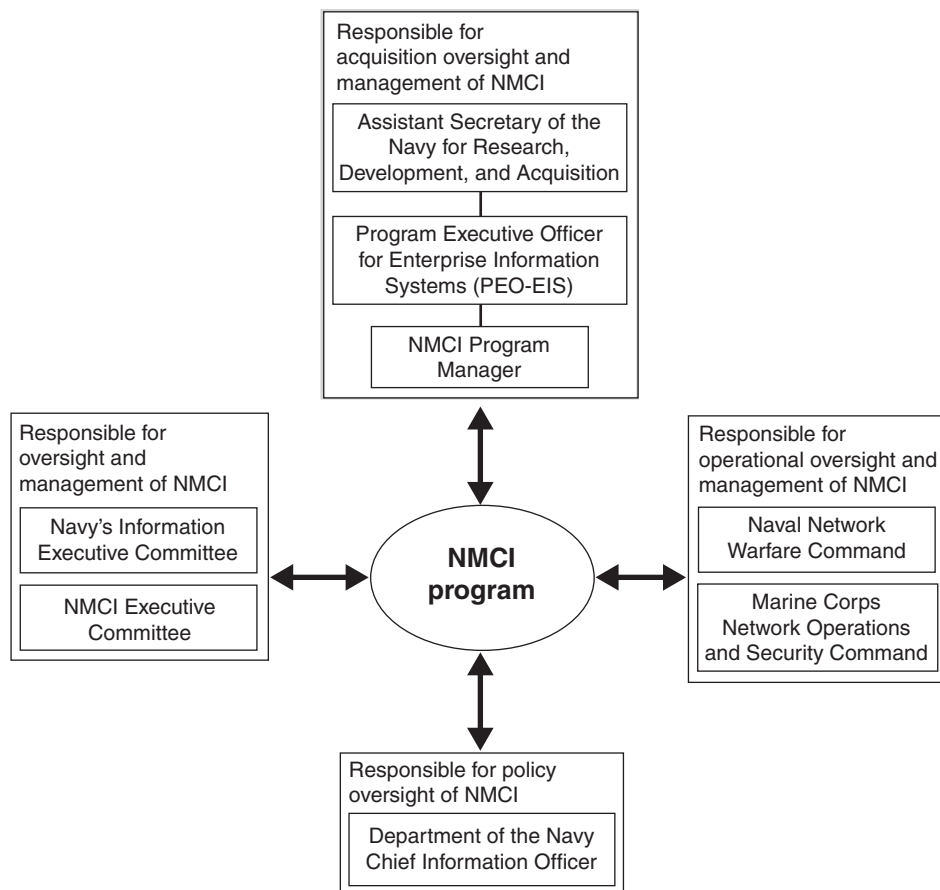 Responsible for
acquisition oversight and
management of NMCI
Assistant Secretary of the
Navy for Research,
Development, and Acquisition
Program Executive Officer
for Enterprise Information
Systems (PEO-EIS)
NMCI Program
Manager
Responsible for
oversight and
management of NMCI
Navy’s Information
Executive Committee
NMCI Executive
Committee
NMCI
program
Responsible for
operational oversight and
management of NMCI
Naval Network
Warfare Command
Marine Corps
Network Operations
and Security Command
Responsible for policy
oversight of NMCI
Department of the Navy
Chief Information Officer